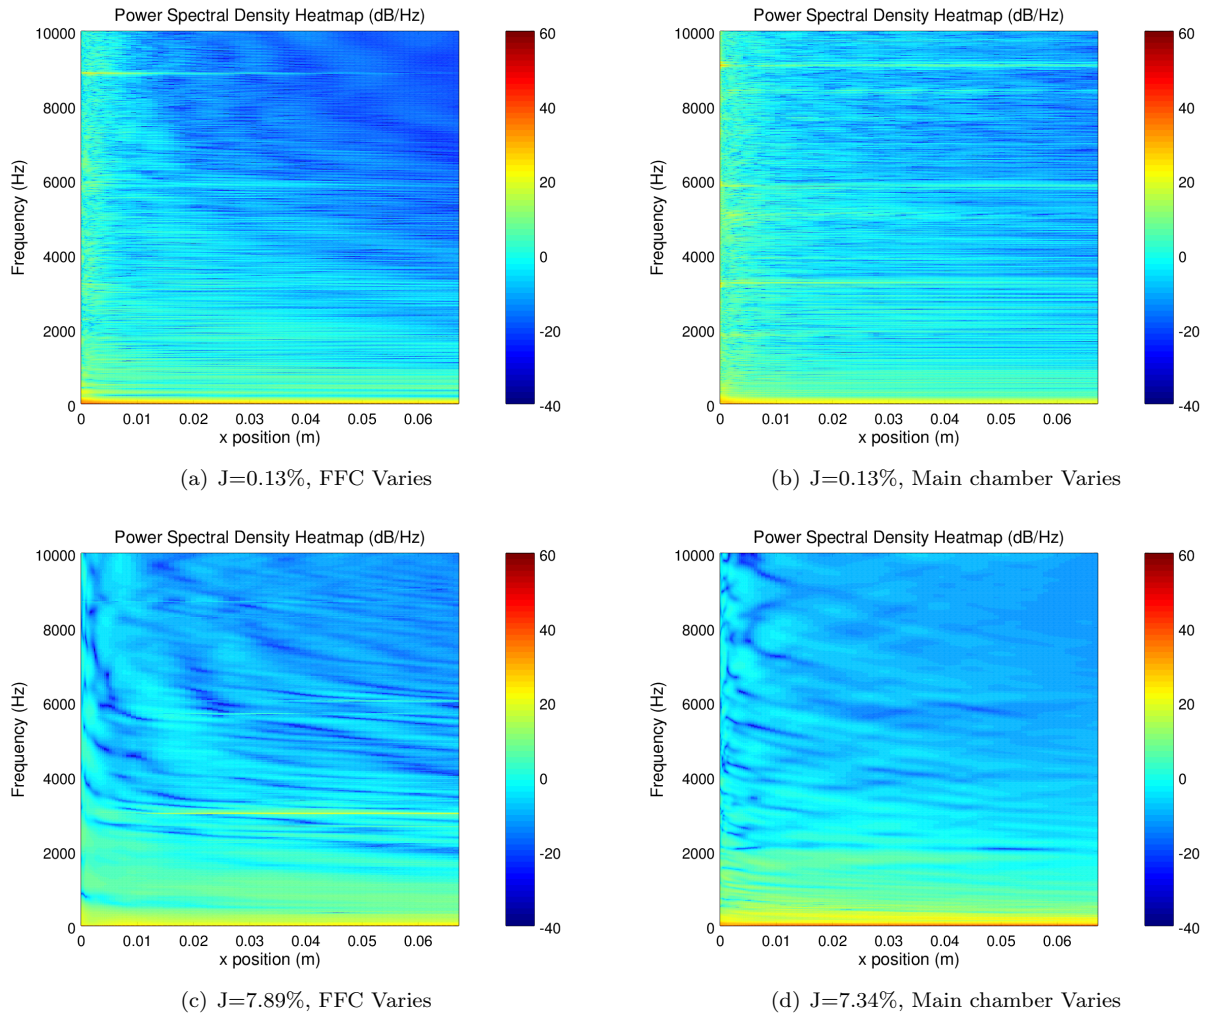 Power Spectral Density Heatmap (dB/Hz)
10000
8000
6000
4000
2000
0
Frequency (Hz)
0 0.01 0.02 0.03 0.04 0.05 0.06
x position (m)
60
40
20
0
-20
-40
(a) J=0.13%, FFC Varies
Power Spectral Density Heatmap (dB/Hz)
10000
8000
6000
4000
2000
0
Frequency (Hz)
0 0.01 0.02 0.03 0.04 0.05 0.06
x position (m)
60
40
20
0
-20
-40
(b) J=0.13%, Main chamber Varies
Power Spectral Density Heatmap (dB/Hz)
10000
8000
6000
4000
2000
0
Frequency (Hz)
0 0.01 0.02 0.03 0.04 0.05 0.06
x position (m)
60
40
20
0
-20
-40
(c) J=7.89%, FFC Varies
Power Spectral Density Heatmap (dB/Hz)
10000
8000
6000
4000
2000
0
Frequency (Hz)
0 0.01 0.02 0.03 0.04 0.05 0.06
x position (m)
60
40
20
0
-20
-40
(d) J=7.34%, Main chamber Varies